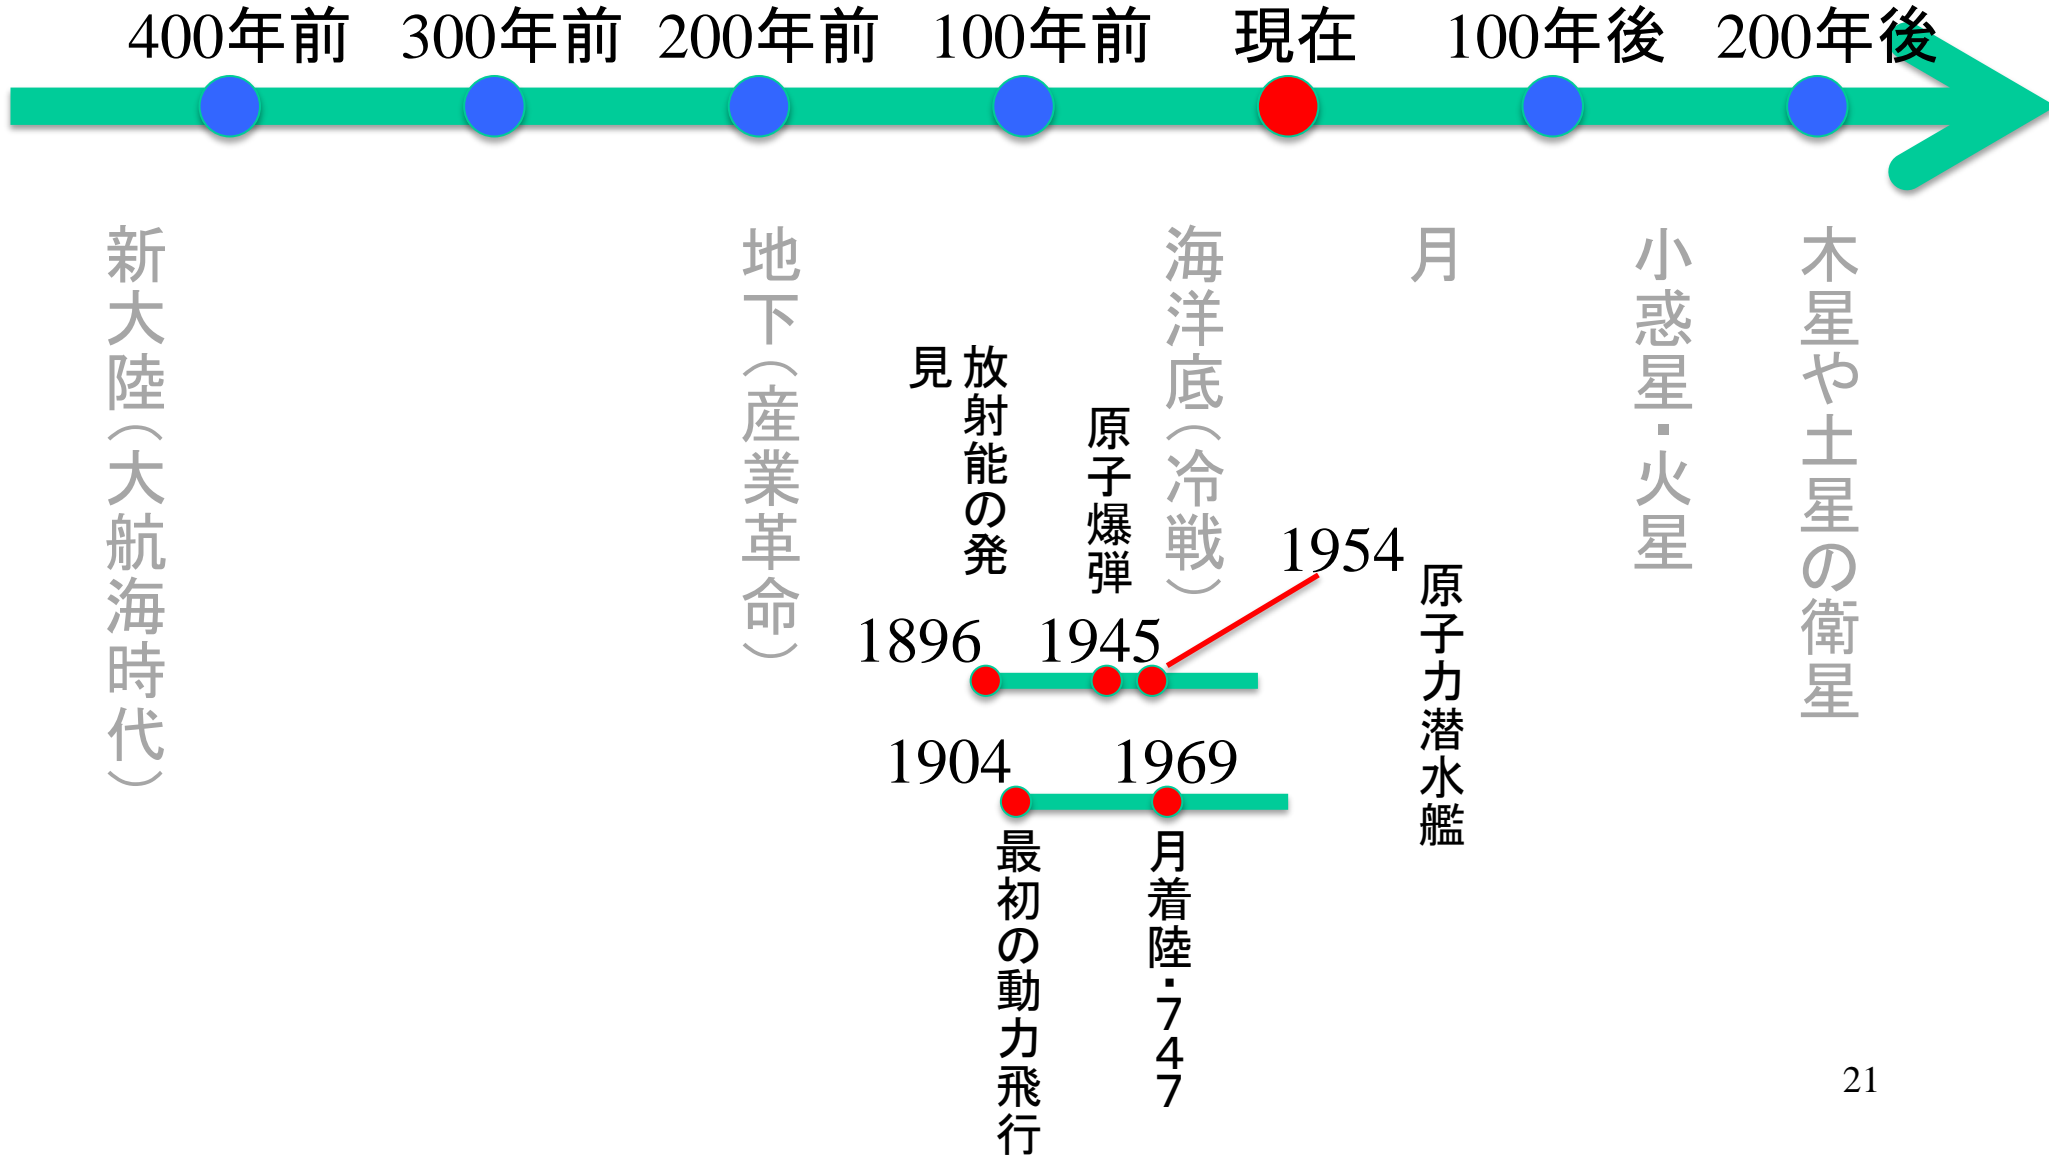 400年前
300年前
200年前
100年前
現在
100年後
200年後
新大陸（大航海時代）
地下（産業革命）
海洋底（冷戦）
月
小惑星・火星
木星や土星の衛星
放射能の発
見
原子爆弾
1954
原子力潜水艦
1896
1945
1904
1969
最初の動力飛行
月着陸・７４７
21